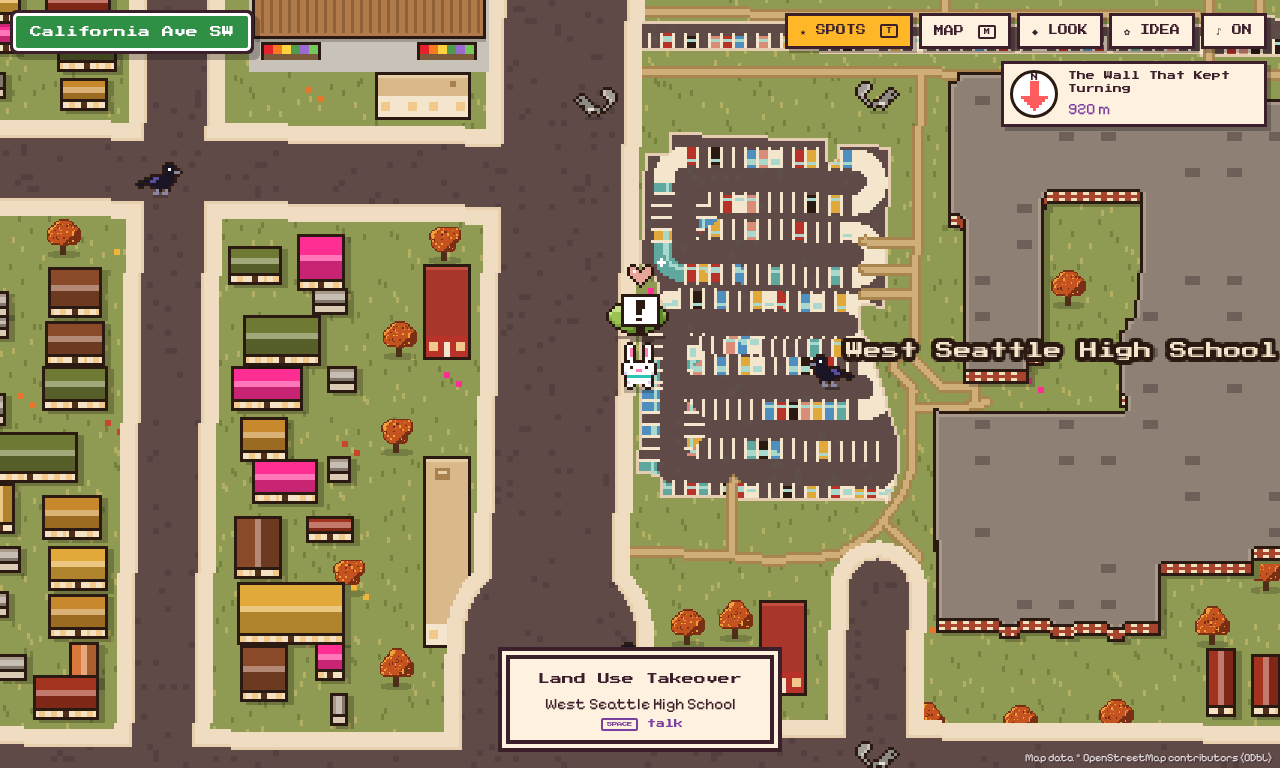 California Ave SW
★ SPOTS T
MAP M
◆ LOOK
✿ IDEA
♪ ON
N
The Wall That Kept
Turning
920 m
!
West Seattle High School
Land Use Takeover
West Seattle High School
SPACE talk
Map data © OpenStreetMap contributors (ODbL)